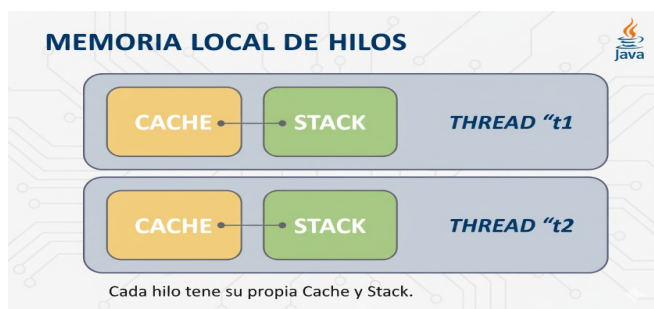 MEMORIA LOCAL DE HILOS
Java
CACHE STACK THREAD “t1
CACHE STACK THREAD “t2
Cada hilo tene su propia Cache y Stack.